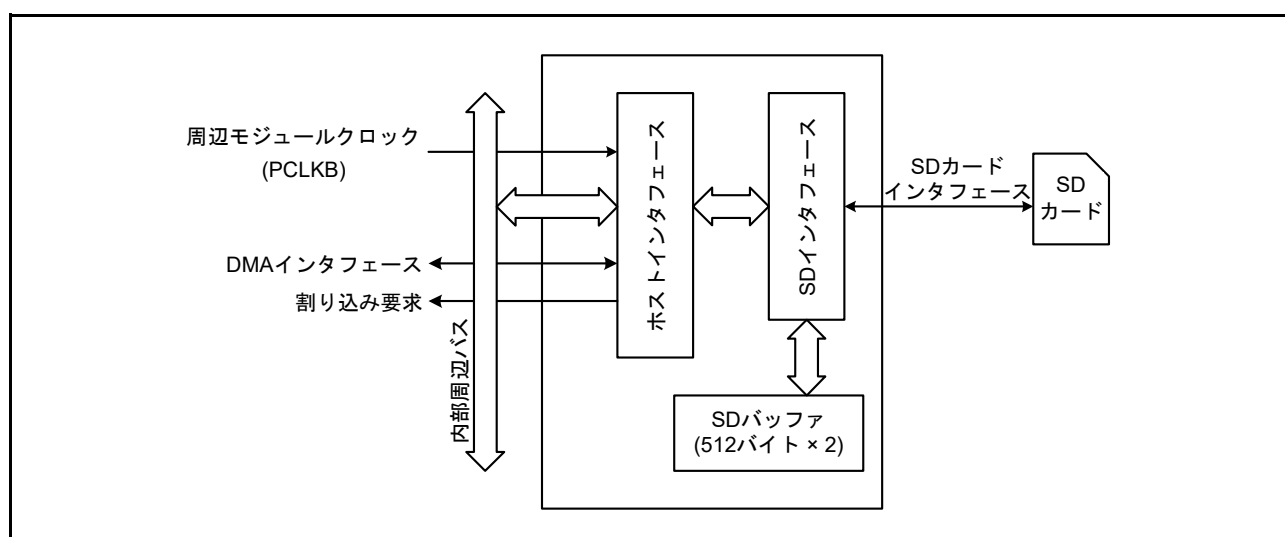 周辺モジュールクロック
(PCLKB)
DMAインタフェース
割り込み要求
内部周辺バス
ホストインタフェース
SDインタフェース
SDバッファ
(512バイト × 2)
SDカード
インタフェース
SD
カード